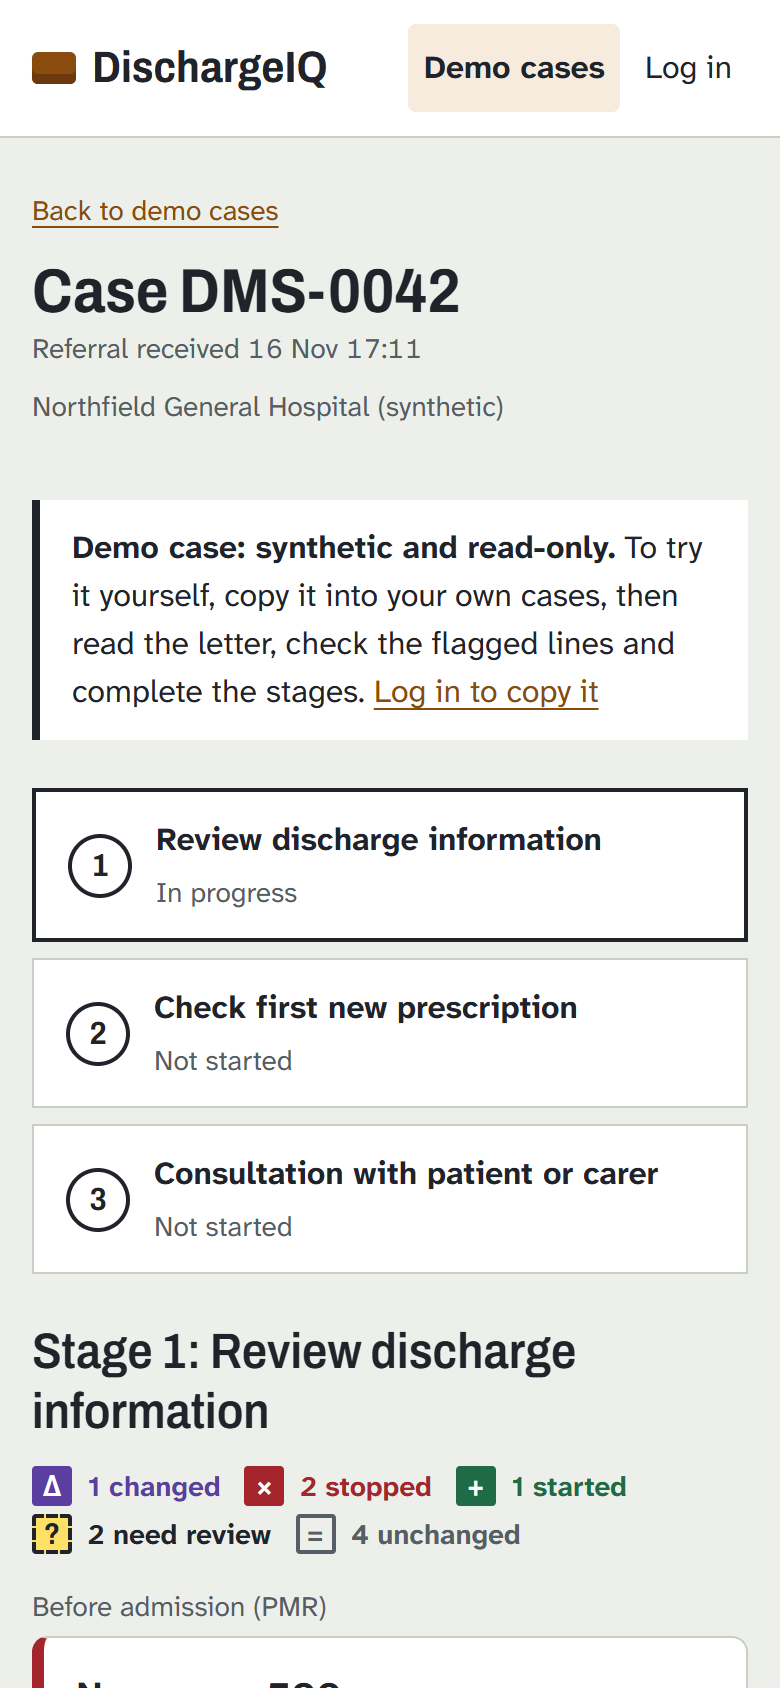 DischargeIQ
Demo cases
Log in
Back to demo cases
Case DMS-0042
Referral received 16 Nov 17:11
Northfield General Hospital (synthetic)
Demo case: synthetic and read-only. To try
it yourself, copy it into your own cases, then
read the letter, check the flagged lines and
complete the stages. Log in to copy it
1
Review discharge information
In progress
2
Check first new prescription
Not started
3
Consultation with patient or carer
Not started
Stage 1: Review discharge
information
Δ 1 changed × 2 stopped + 1 started
? 2 need review = 4 unchanged
Before admission (PMR)